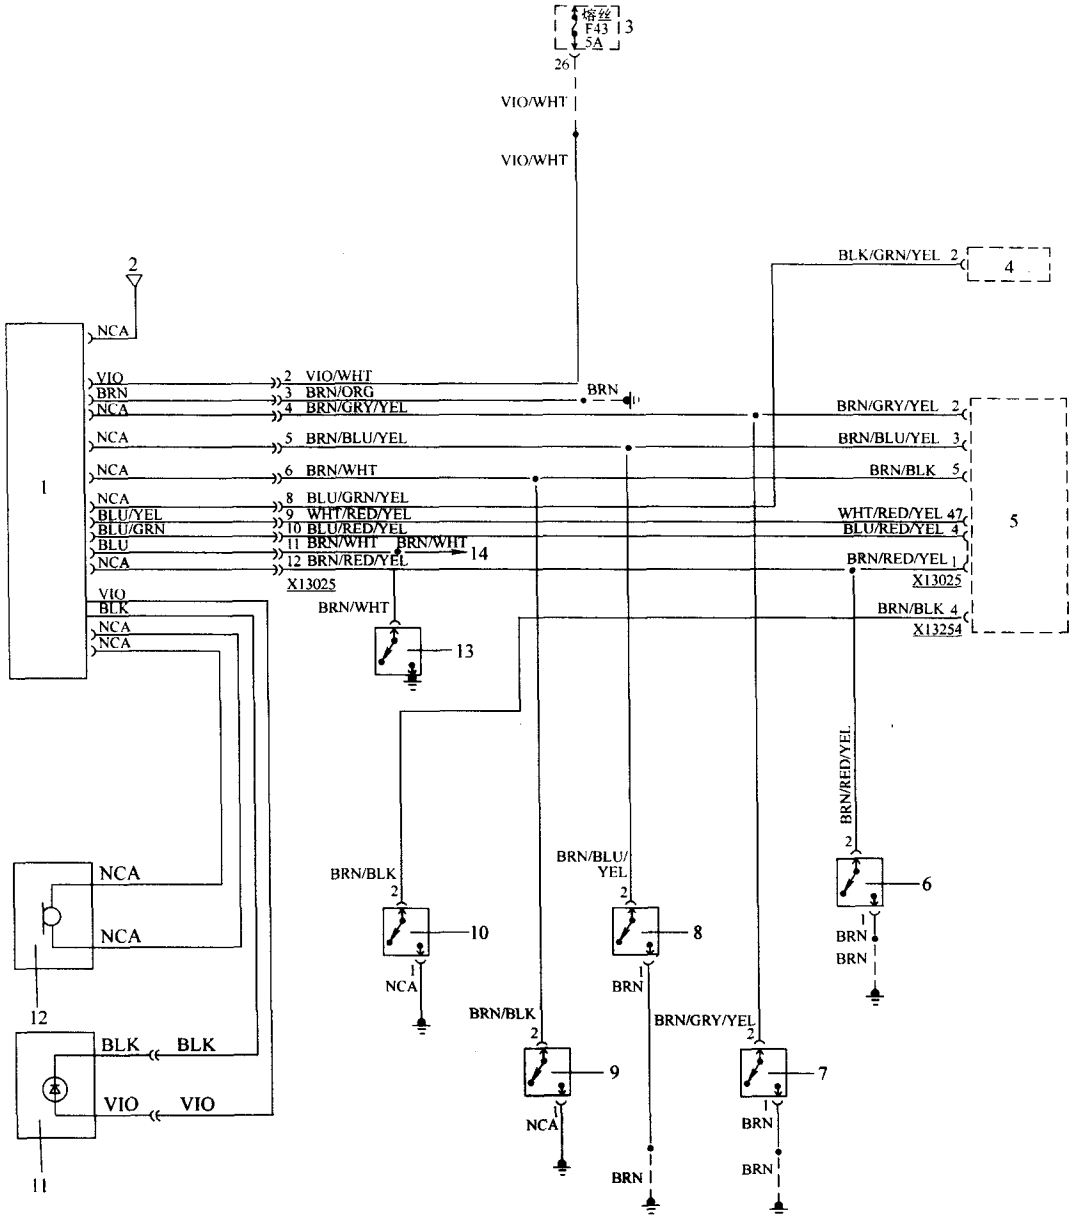 熔丝
F43
5A
3
26
VIO/WHT
VIO/WHT
2
BLK/GRN/YEL 2
4
NCA
1
VIO
2 VIO/WHT
BRN
3 BRN/ORG
BRN
NCA
4 BRN/GRY/YEL
BRN/GRY/YEL 2
NCA
5 BRN/BLU/YEL
BRN/BLU/YEL 3
NCA
6 BRN/WHT
BRN/BLK 5
NCA
8 BLU/GRN/YEL
BLU/YEL
9 WHT/RED/YEL
WHT/RED/YEL 47
5
BLU/GRN
10 BLU/RED/YEL
BLU/RED/YEL 4
BLU
11 BRN/WHT
BRN/WHT
14
NCA
12 BRN/RED/YEL
BRN/RED/YEL 1
X13025
X13025
VIO
BLK
BRN/WHT
BRN/BLK 4
X13254
NCA
NCA
13
BRN/RED/YEL
2
6
1
BRN
BRN
NCA
NCA
12
BRN/BLK
2
10
1
NCA
BRN/BLU/
YEL
2
8
1
BRN
BRN/BLK
2
9
1
NCA
BRN/GRY/YEL
2
7
1
BRN
BRN
BRN
BLK
BLK
VIO
VIO
11